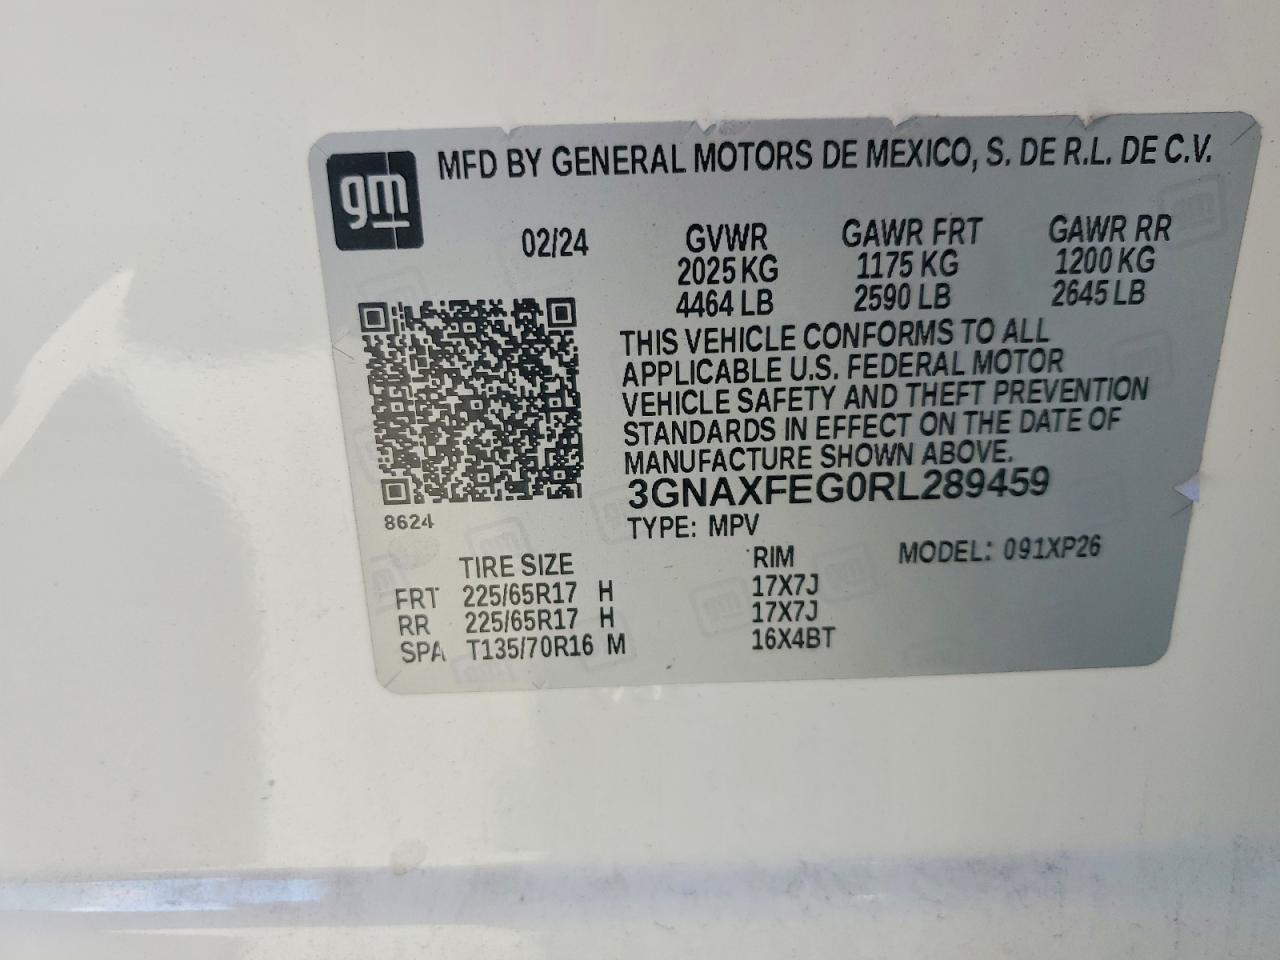 gm
MFD BY GENERAL MOTORS DE MEXICO, S. DE R.L. DE C.V.
02/24 GVWR GAWR FRT GAWR RR
2025 KG 1175 KG 1200 KG
4464 LB 2590 LB 2645 LB
THIS VEHICLE CONFORMS TO ALL
APPLICABLE U.S. FEDERAL MOTOR
VEHICLE SAFETY AND THEFT PREVENTION
STANDARDS IN EFFECT ON THE DATE OF
MANUFACTURE SHOWN ABOVE.
3GNAXFEG0RL289459
8624
TYPE: MPV
MODEL: 091XP26
TIRE SIZE RIM
FRT 225/65R17 H 17X7J
RR 225/65R17 H 17X7J
SPA T135/70R16 M 16X4BT